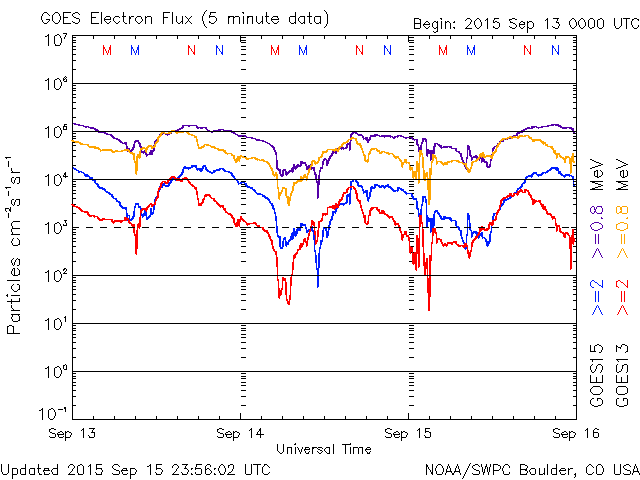 GOES Electron Flux (5 minute data)
Begin: 2015 Sep 13 0000 UTC
10⁷
10⁶
10⁵
10⁴
10³
10²
10¹
10⁰
10⁻¹
M M N N M M N N M M N N
Particles cm⁻²s⁻¹sr⁻¹
Sep 13 Sep 14 Sep 15 Sep 16
Universal Time
GOES15 >=2 >=0.8 MeV
GOES13 >=2 >=0.8 MeV
Updated 2015 Sep 15 23:56:02 UTC
NOAA/SWPC Boulder, CO USA